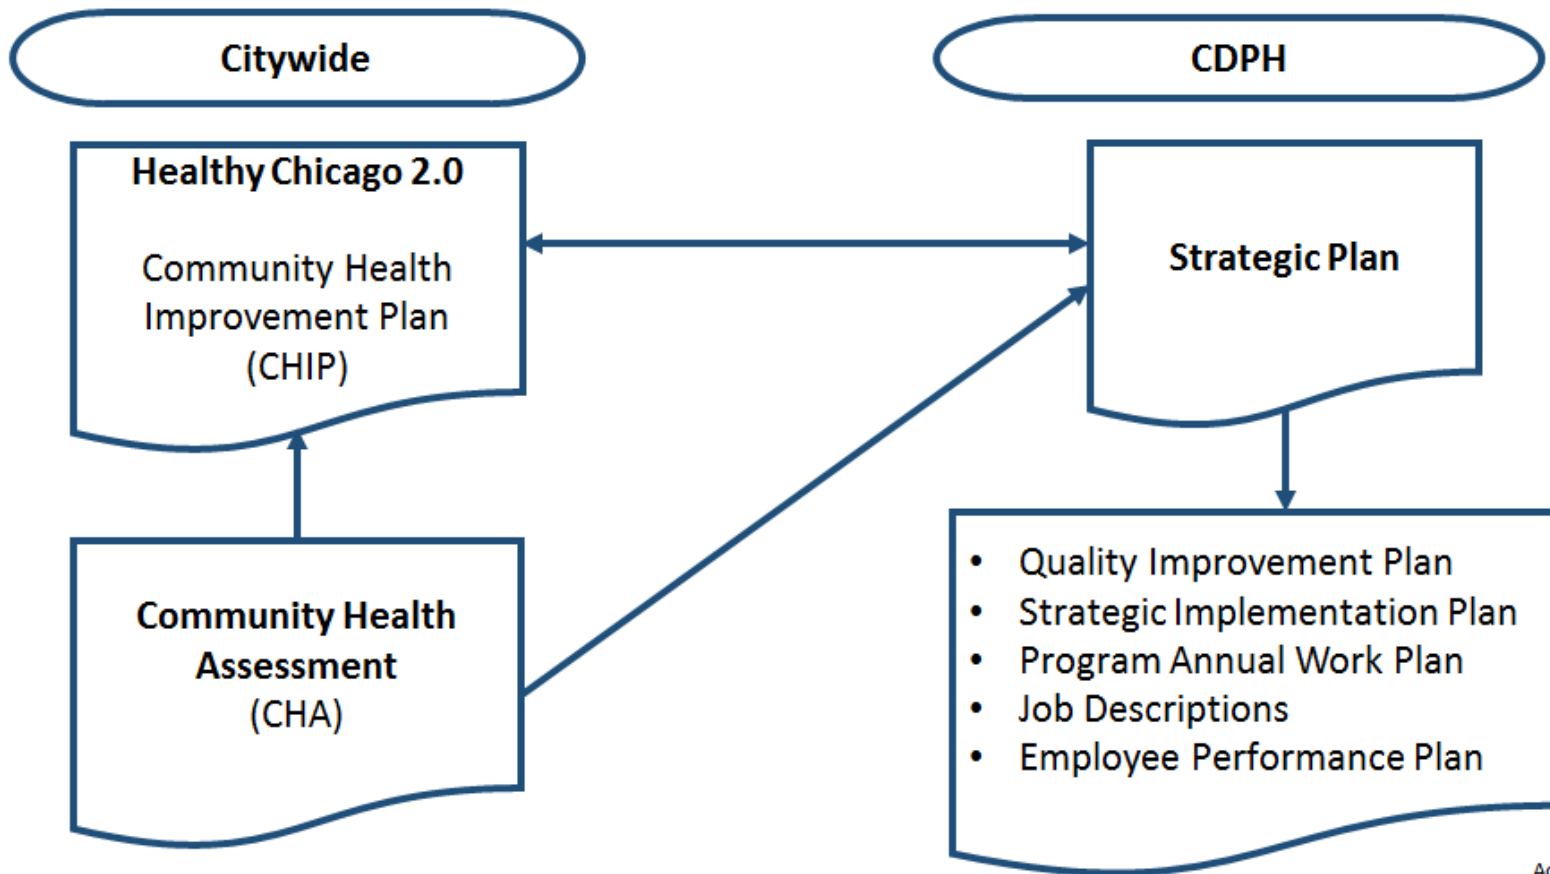 Citywide
CDPH
Healthy Chicago 2.0
Community Health
Improvement Plan
(CHIP)
Strategic Plan
Community Health
Assessment
(CHA)
• Quality Improvement Plan
• Strategic Implementation Plan
• Program Annual Work Plan
• Job Descriptions
• Employee Performance Plan